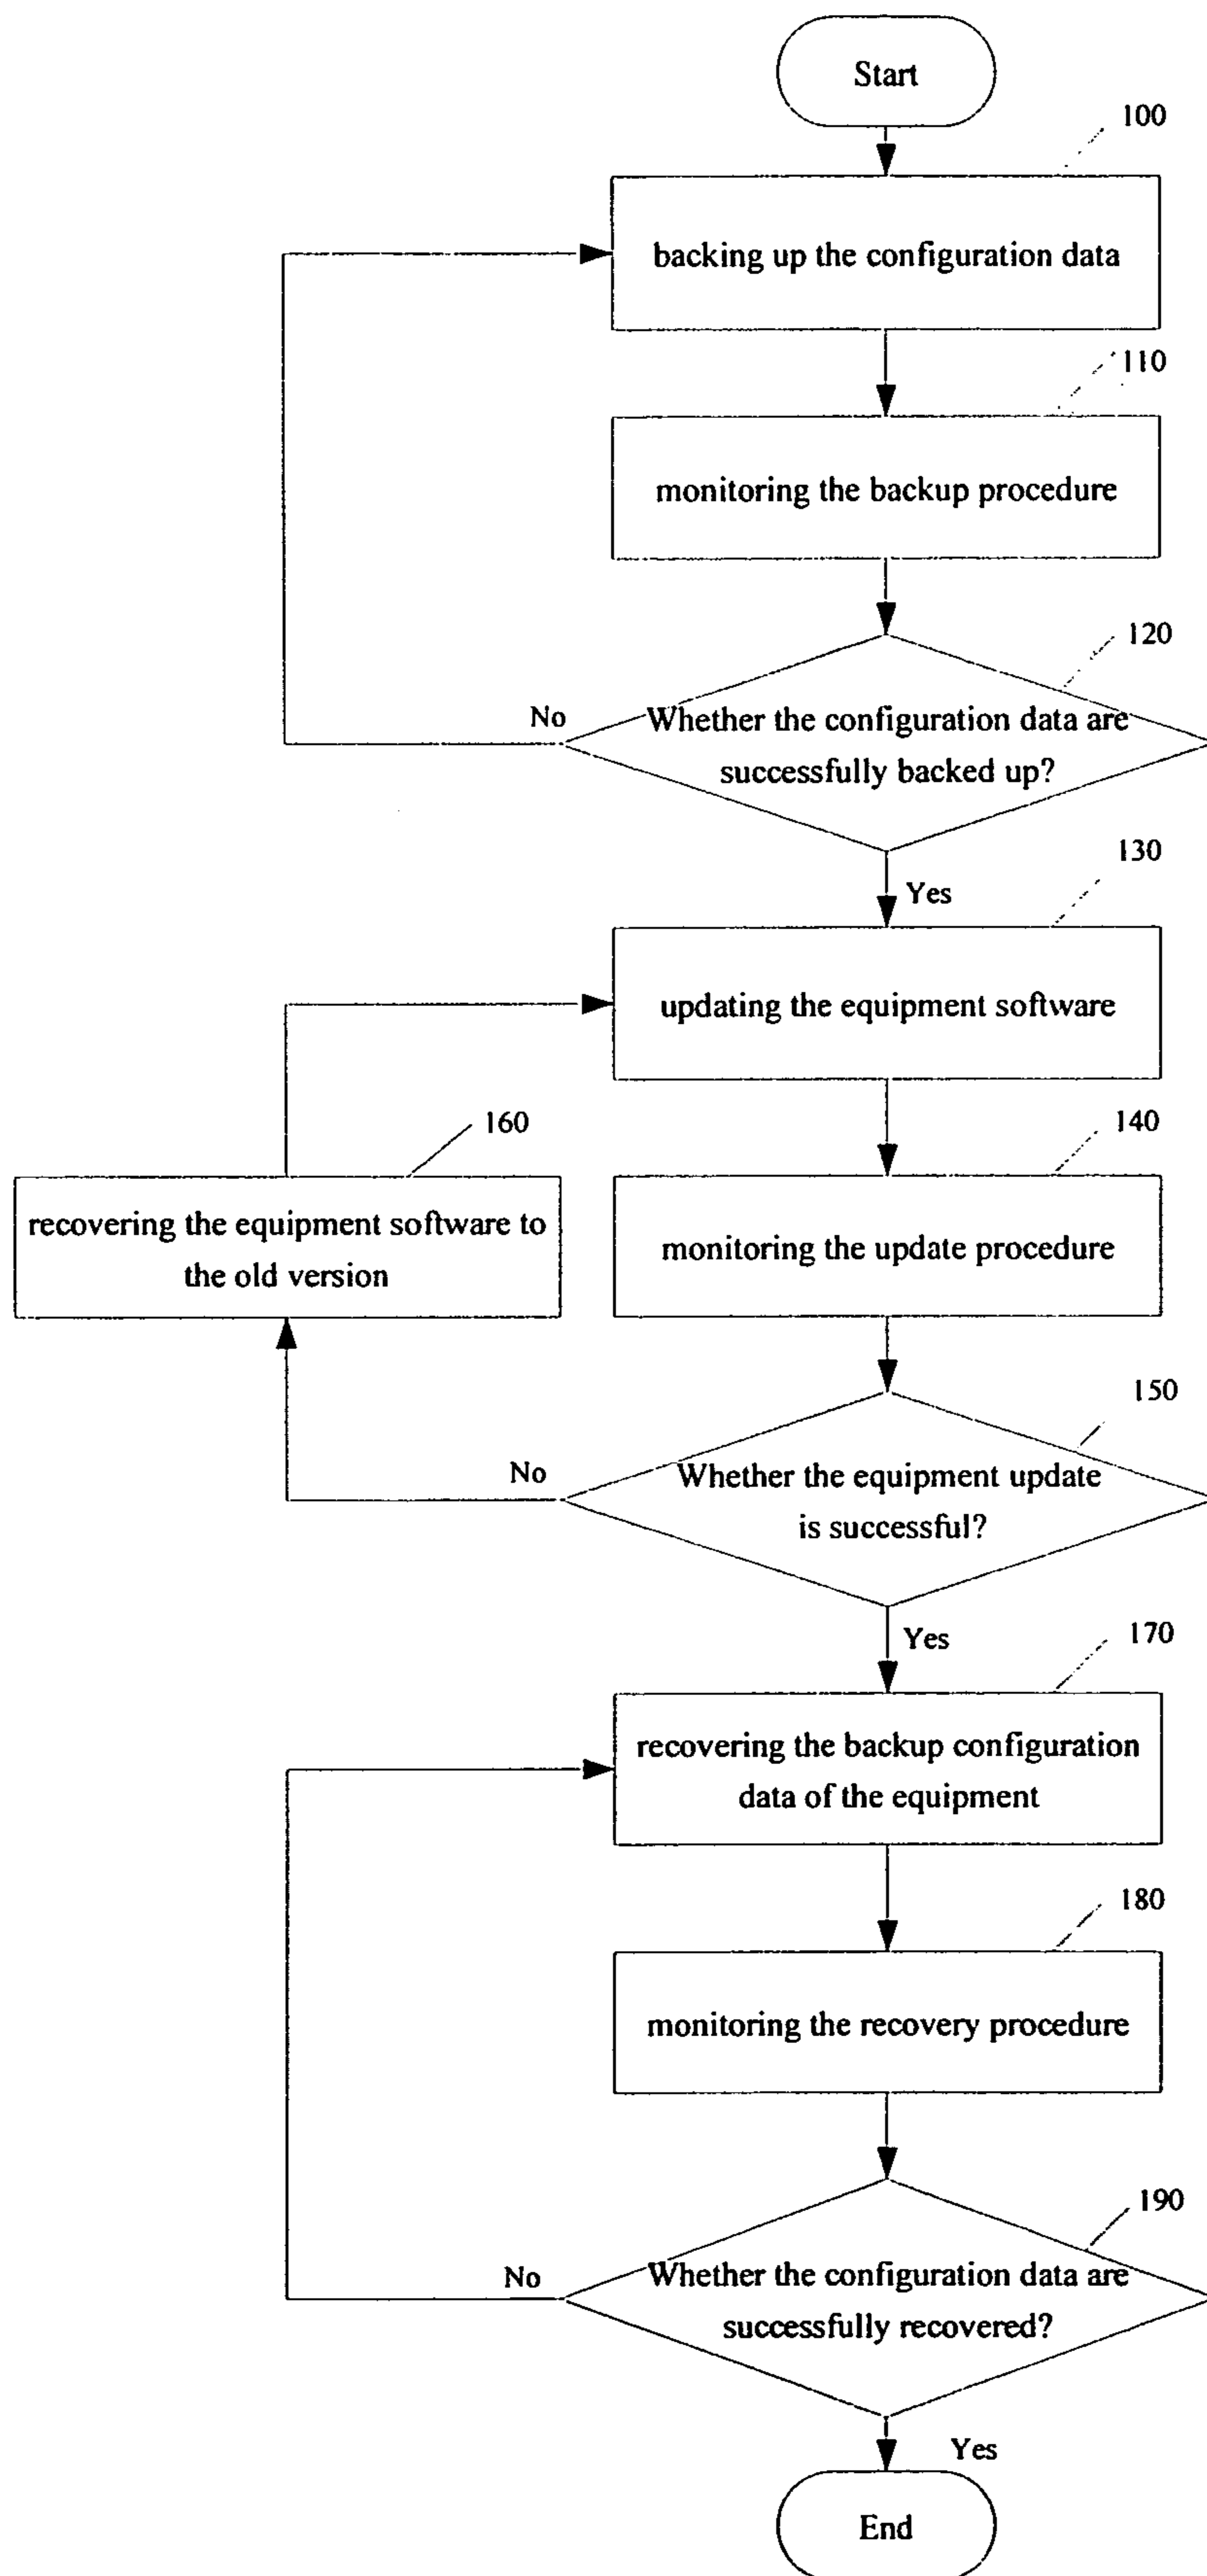 Start
100
backing up the configuration data
110
monitoring the backup procedure
120
No
Whether the configuration data are
successfully backed up?
130
Yes
updating the equipment software
160
140
recovering the equipment software to
the old version
monitoring the update procedure
150
No
Whether the equipment update
is successful?
170
Yes
recovering the backup configuration
data of the equipment
180
monitoring the recovery procedure
190
No
Whether the configuration data are
successfully recovered?
Yes
End